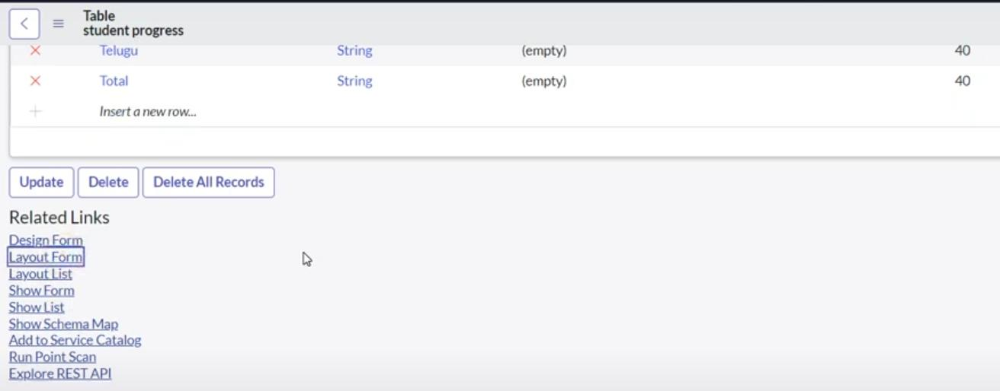 Table
student progress
Telugu String (empty) 40
Total String (empty) 40
Insert a new row...
Update Delete Delete All Records
Related Links
Design Form
Layout Form
Layout List
Show Form
Show List
Show Schema Map
Add to Service Catalog
Run Point Scan
Explore REST API